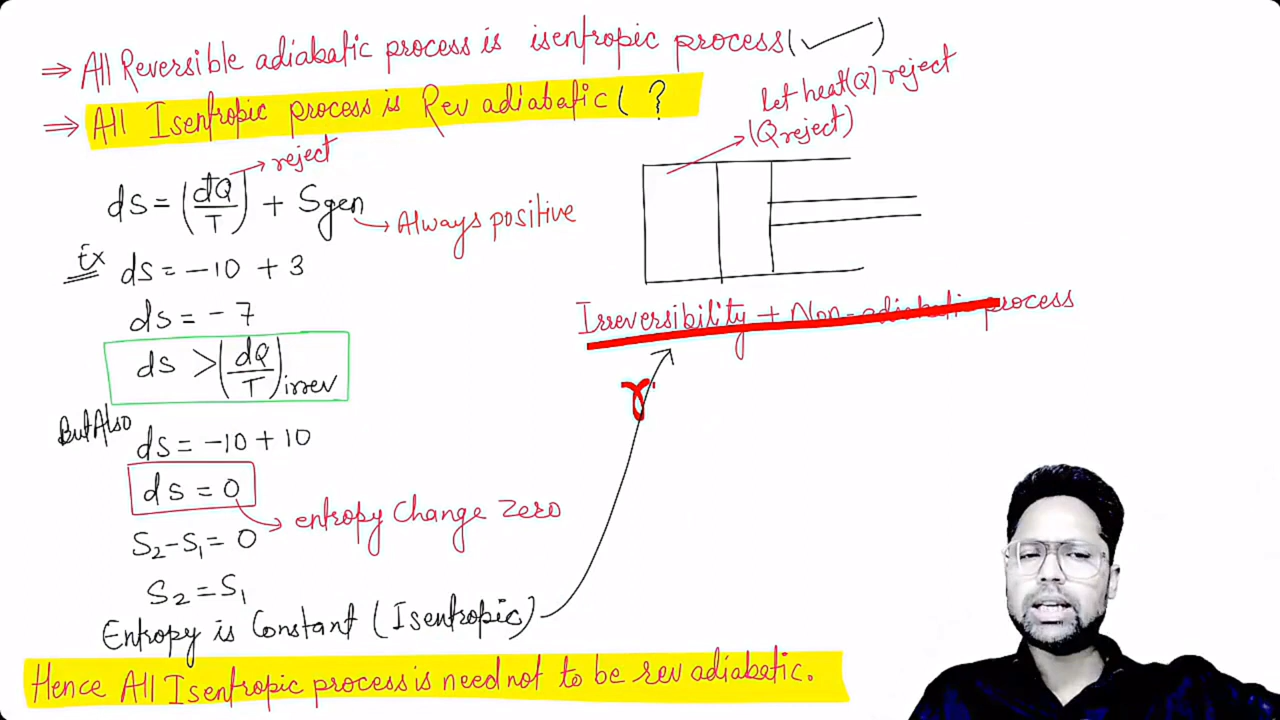 ⇒ All Reversible adiabatic process is isentropic process (✓)
⇒ All Isentropic process is Rev adiabatic ( ?
let heat(Q) reject
(Q reject)
→ reject
ds = (dQ/T) + Sgen
→ Always positive
Ex ds = -10 + 3
ds = -7
ds > (dQ/T)irrev
Irreversibility + Non-adiabatic process
But Also
ds = -10 + 10
ds = 0
→ entropy Change Zero
S2-S1 = 0
S2 = S1
Entropy is Constant (Isentropic)
Hence All Isentropic process is need not to be rev adiabatic.